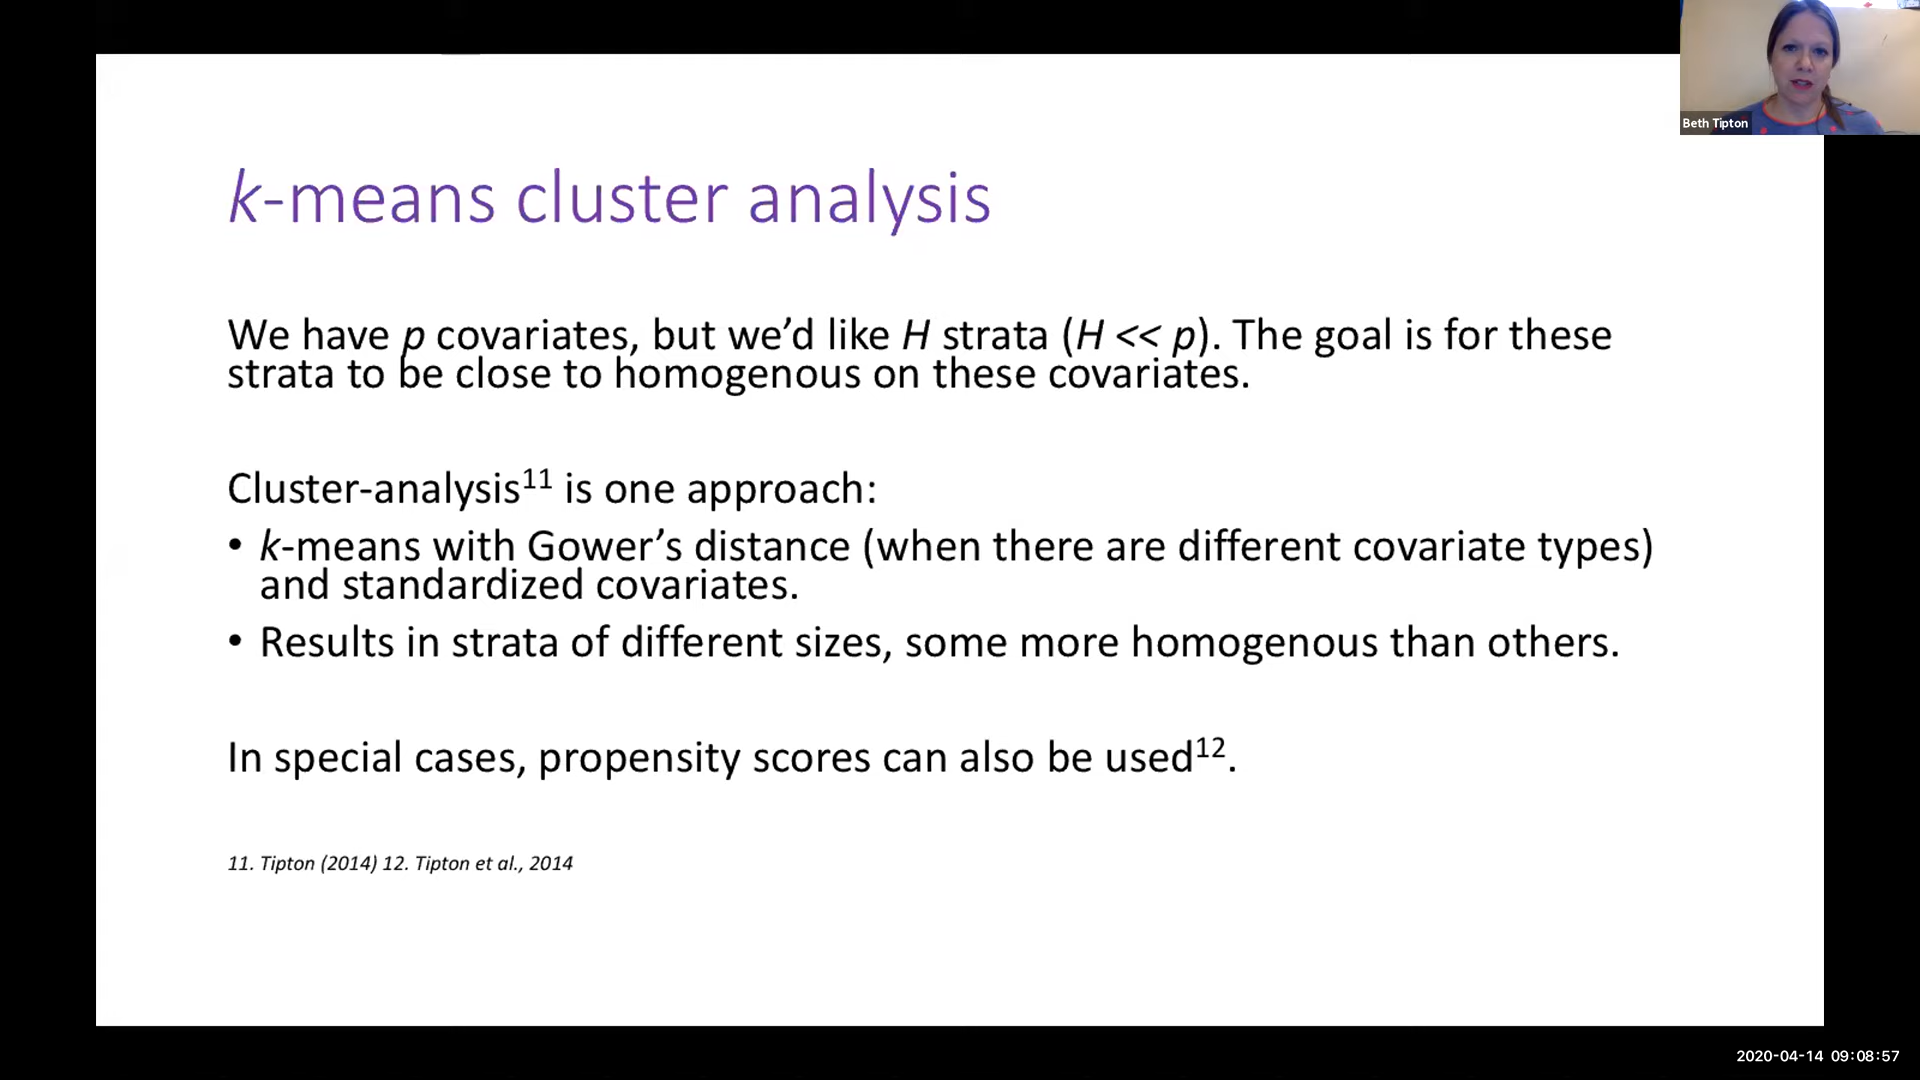 Beth Tipton
k-means cluster analysis
We have p covariates, but we’d like H strata (H << p). The goal is for these
strata to be close to homogenous on these covariates.
Cluster-analysis¹¹ is one approach:
• k-means with Gower’s distance (when there are different covariate types)
and standardized covariates.
• Results in strata of different sizes, some more homogenous than others.
In special cases, propensity scores can also be used¹².
11. Tipton (2014) 12. Tipton et al., 2014
2020-04-14 09:08:57